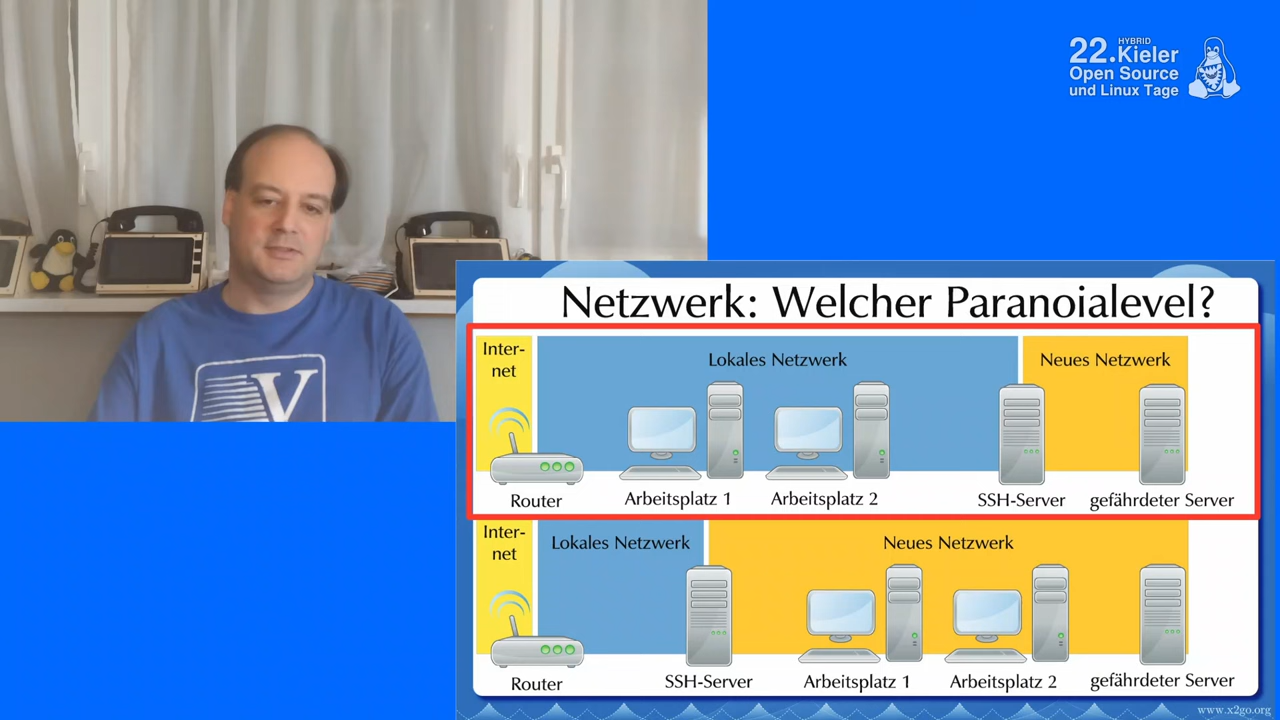 HYBRID
22.Kieler
Open Source
und Linux Tage
Netzwerk: Welcher Paranoialevel?
Inter-
net
Lokales Netzwerk
Neues Netzwerk
Router
Arbeitsplatz 1
Arbeitsplatz 2
SSH-Server
gefährdeter Server
Inter-
net
Lokales Netzwerk
Neues Netzwerk
Router
SSH-Server
Arbeitsplatz 1
Arbeitsplatz 2
gefährdeter Server
www.x2go.org